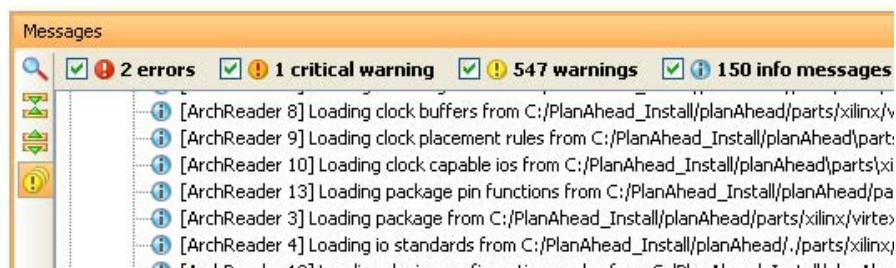 Messages
2 errors 1 critical warning 547 warnings 150 info messages
[ArchReader 8] Loading clock buffers from C:/PlanAhead_Install/planAhead/parts/xilinx/v
[ArchReader 9] Loading clock placement rules from C:/PlanAhead_Install/planAhead\parts
[ArchReader 10] Loading clock capable ios from C:/PlanAhead_Install/planAhead\parts\xi
[ArchReader 13] Loading package pin functions from C:/PlanAhead_Install/planAhead/pa
[ArchReader 3] Loading package from C:/PlanAhead_Install/planAhead/parts/xilinx/virtex
[ArchReader 4] Loading io standards from C:/PlanAhead_Install/planAhead/./parts/xilinx/